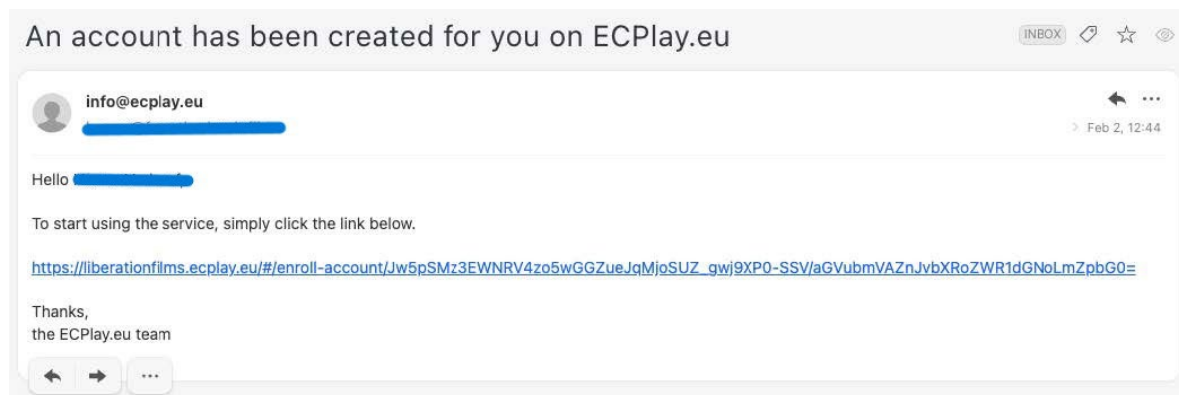 An account has been created for you on ECPlay.eu
INBOX
info@ecplay.eu
Feb 2, 12:44
Hello
To start using the service, simply click the link below.
https://liberationfilms.ecplay.eu/#/enroll-account/Jw5pSMz3EWNRV4zo5wGGZueJqMjoSUZ_gwj9XP0-SSV/aGVubmVAZnJvbXRoZWR1dGNoLmZpbG0=
Thanks,
the ECPlay.eu team